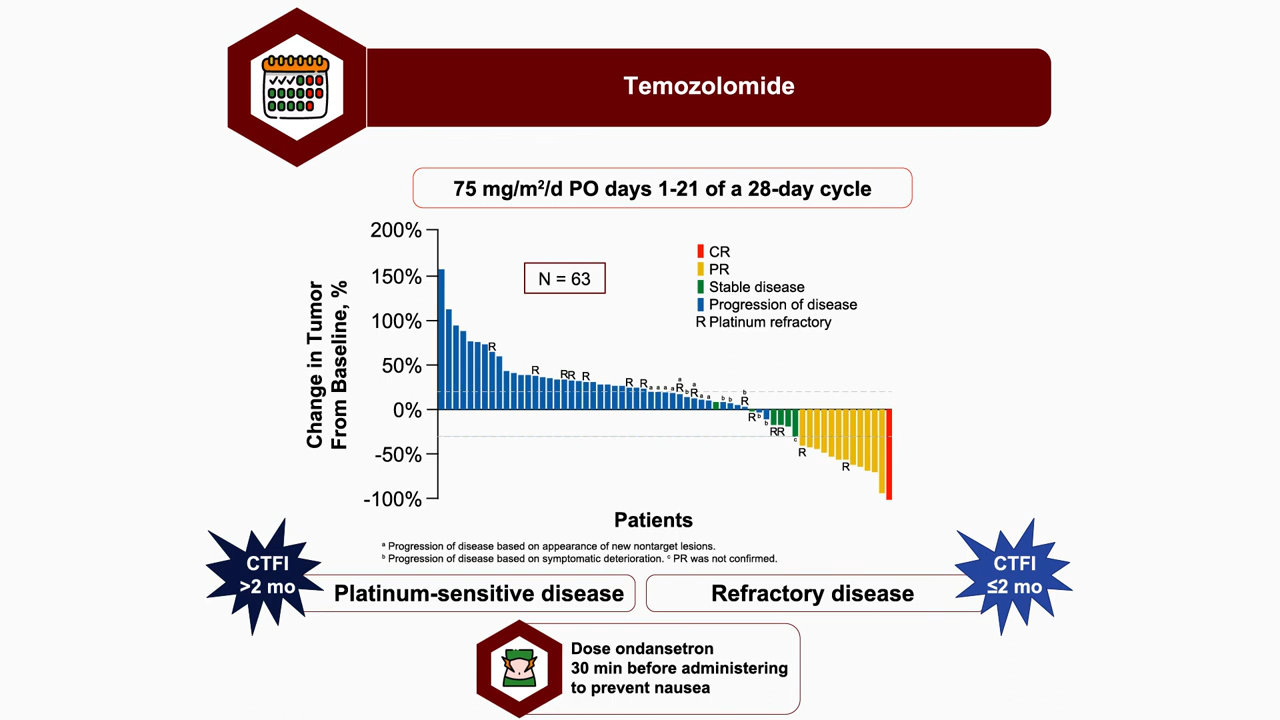 Temozolomide
75 mg/m²/d PO days 1-21 of a 28-day cycle
200%
150%
100%
50%
0%
-50%
-100%
Change in Tumor
From Baseline, %
N = 63
CR
PR
Stable disease
Progression of disease
R Platinum refractory
R
R
R R
R
R
R
a a a a
a
R
b
a
R
a a
b b
b
R
R
b
b
R R
c
R
R
Patients
ᵃ Progression of disease based on appearance of new nontarget lesions.
ᵇ Progression of disease based on symptomatic deterioration. ᶜ PR was not confirmed.
CTFI
>2 mo
Platinum-sensitive disease
Refractory disease
CTFI
≤2 mo
Dose ondansetron
30 min before administering
to prevent nausea